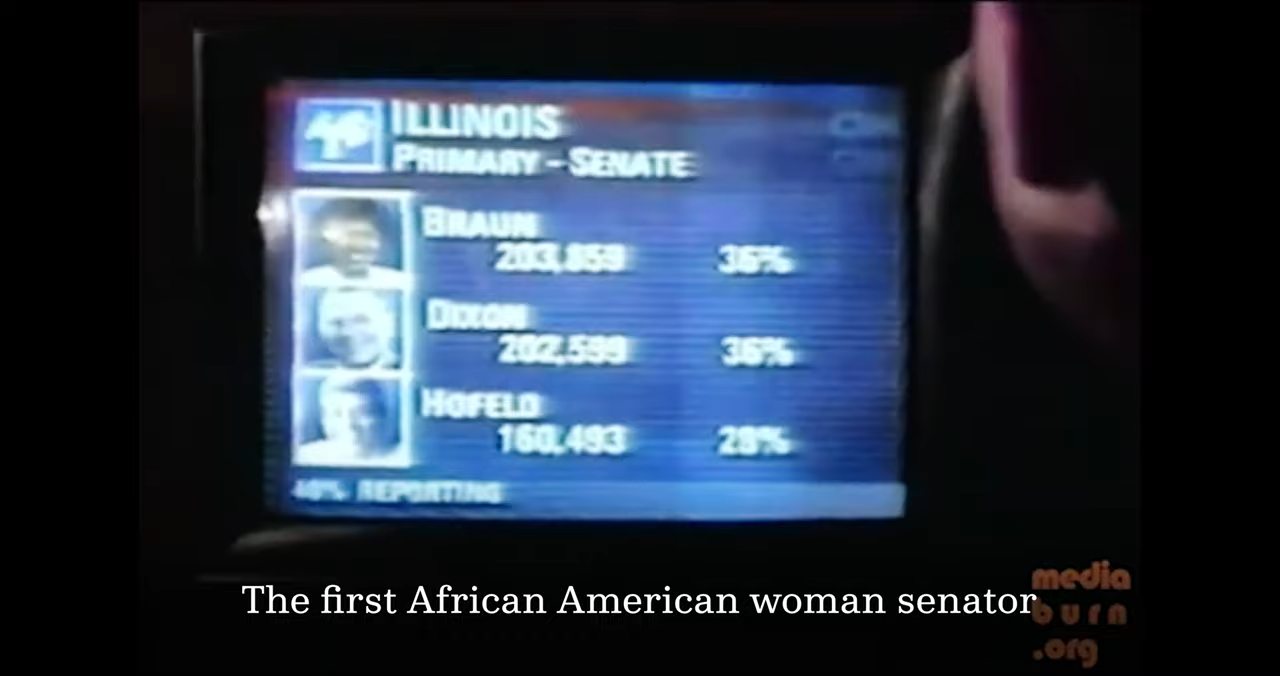 ILLINOIS
PRIMARY - SENATE
BRAUN
203,859 36%
DIXON
202,599 36%
HOFELD
160,493 28%
REPORTING
The first African American woman senator
media
burn
.org